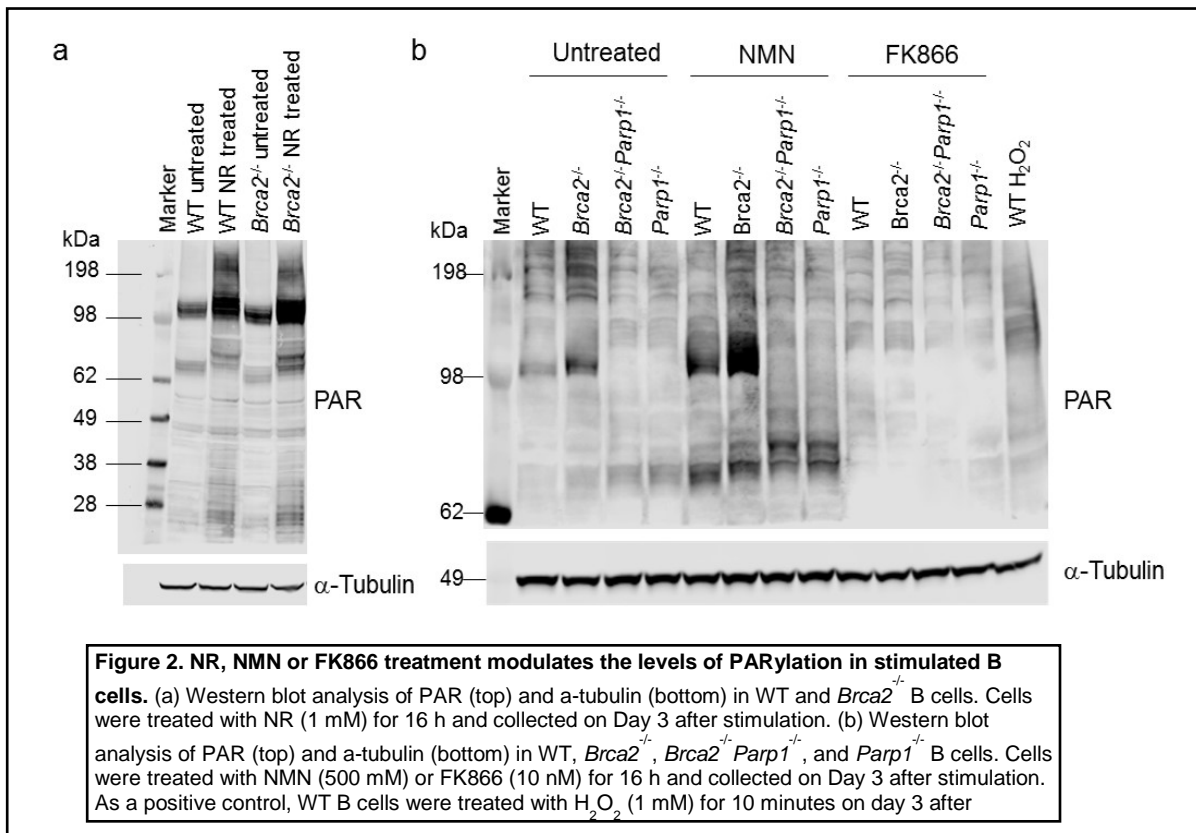 a
Marker
WT untreated
WT NR treated
Brca2-/- untreated
Brca2-/- NR treated
kDa
198
98
62
49
38
28
PAR
α-Tubulin
b
Untreated
NMN
FK866
Marker
WT
Brca2-/-
Brca2-/-Parp1-/-
Parp1-/-
WT
Brca2-/-
Brca2-/-Parp1-/-
Parp1-/-
WT
Brca2-/-
Brca2-/-Parp1-/-
Parp1-/-
WT H2O2
kDa
198
98
62
PAR
49
α-Tubulin
Figure 2. NR, NMN or FK866 treatment modulates the levels of PARylation in stimulated B
cells. (a) Western blot analysis of PAR (top) and a-tubulin (bottom) in WT and Brca2-/- B cells. Cells
were treated with NR (1 mM) for 16 h and collected on Day 3 after stimulation. (b) Western blot
analysis of PAR (top) and a-tubulin (bottom) in WT, Brca2-/-, Brca2-/-Parp1-/-, and Parp1-/- B cells. Cells
were treated with NMN (500 mM) or FK866 (10 nM) for 16 h and collected on Day 3 after stimulation.
As a positive control, WT B cells were treated with H2O2 (1 mM) for 10 minutes on day 3 after